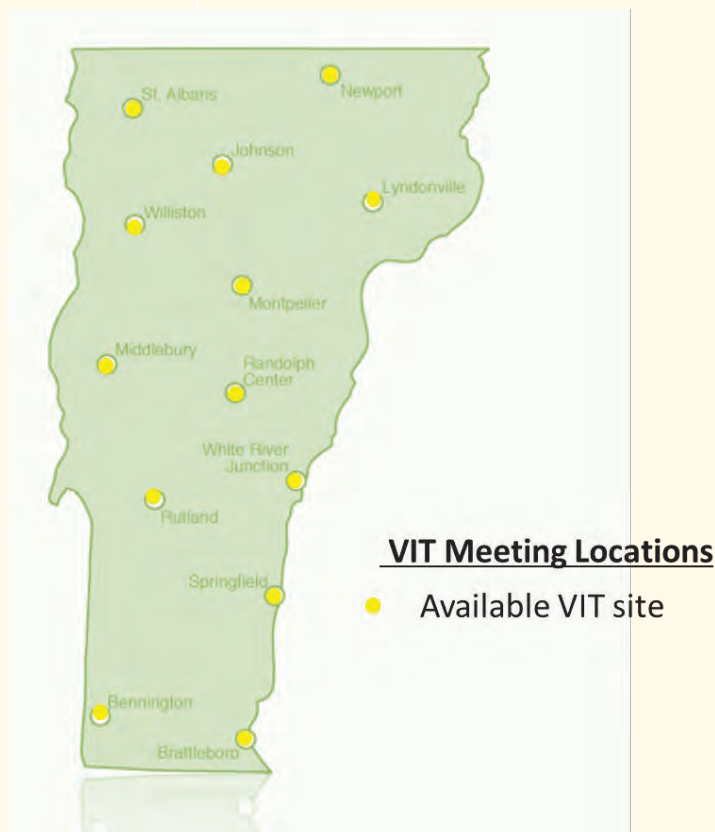 St. Albans
Newport
Johnson
Lyndonville
Williston
Montpelier
Middlebury
Randolph
Center
White River
Junction
Rutland
VIT Meeting Locations
Springfield
Available VIT site
Bennington
Brattleboro